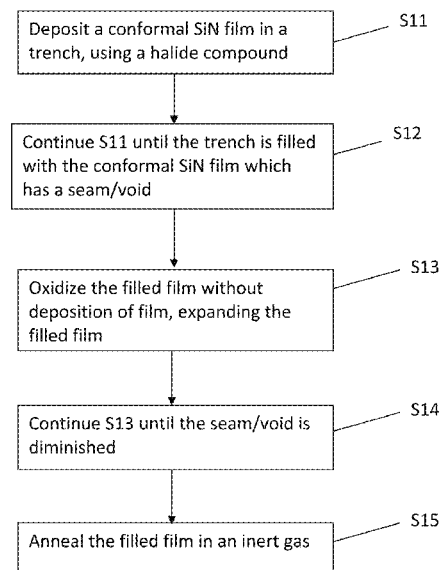 S11
Deposit a conformal SiN film in a
trench, using a halide compound
S12
Continue S11 until the trench is filled
with the conformal SiN film which
has a seam/void
S13
Oxidize the filled film without
deposition of film, expanding the
filled film
S14
Continue S13 until the seam/void is
diminished
S15
Anneal the filled film in an inert gas